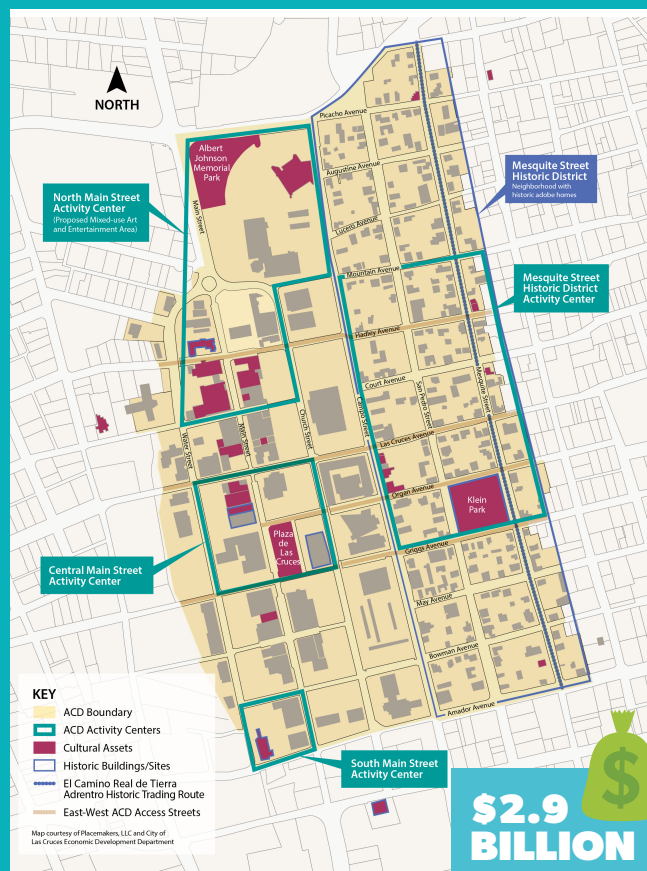 NORTH
Picacho Avenue
Albert
Johnson
Memorial
Park
Augustine Avenue
Mesquite Street
Historic District
Neighborhood with
historic adobe homes
North Main Street
Activity Center
(Proposed Mixed-use Art
and Entertainment Area)
Main Street
Lucero Avenue
Mountain Avenue
Mesquite Street
Historic District
Activity Center
Hadley Avenue
Court Avenue
San Pedro Street
Mesquite Street
Campo Street
Church Street
Main Street
Water Street
Las Cruces Avenue
Organ Avenue
Klein
Park
Plaza
de
Las
Cruces
Griggs Avenue
Central Main Street
Activity Center
May Avenue
Bowman Avenue
Amador Avenue
KEY
ACD Boundary
ACD Activity Centers
Cultural Assets
Historic Buildings/Sites
El Camino Real de Tierra
Adrentro Historic Trading Route
East-West ACD Access Streets
Map courtesy of Placemakers, LLC and City of
Las Cruces Economic Development Department
South Main Street
Activity Center
$
$2.9
BILLION